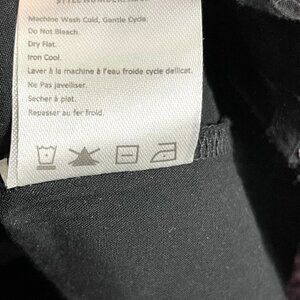 Machine Wash Cold, Gentle Cycle.
Do Not Bleach.
Dry Flat.
Iron Cool.
Laver à la machine à l'eau froide cycle delicat.
Ne Pas javelliser.
Secher à plat.
Repasser au fer froid.